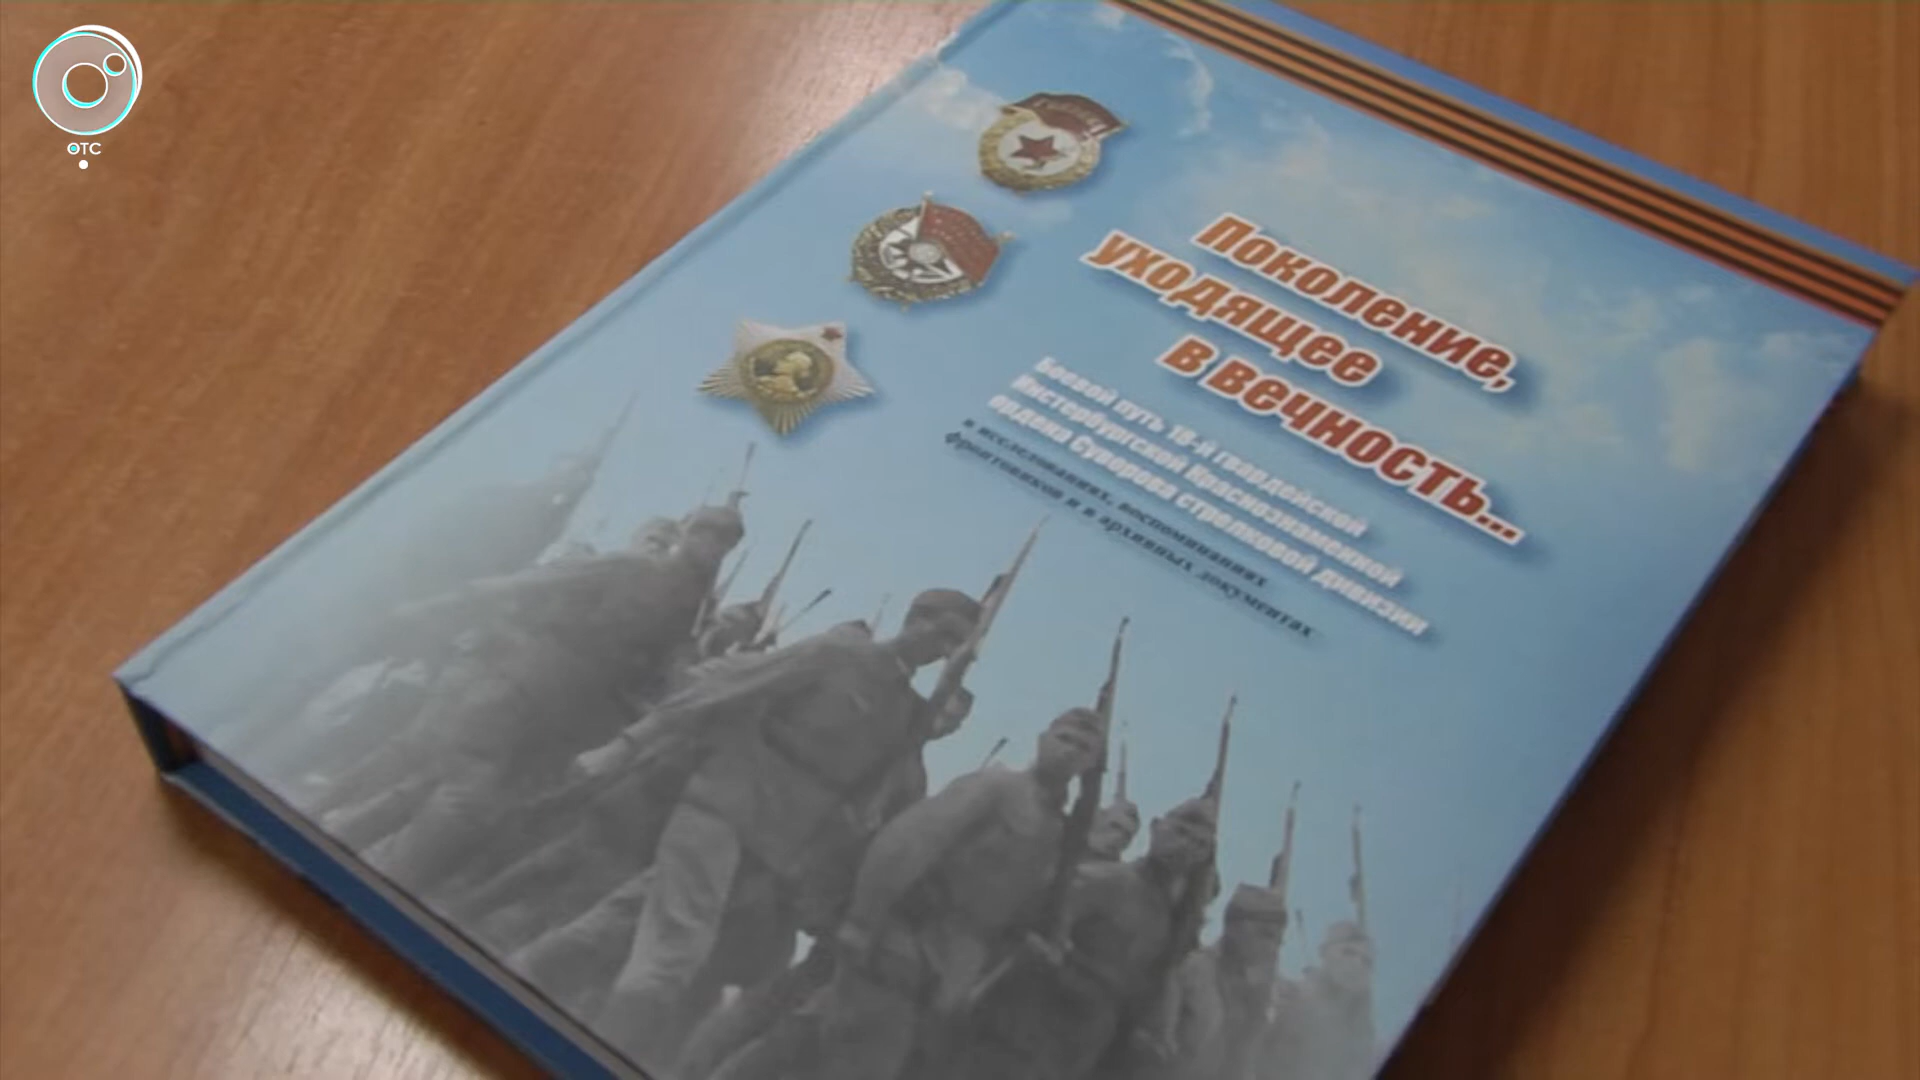 ОТС
Поколение,
уходящее
в вечность...
Боевой путь 18-й гвардейской
Инстербургской Краснознаменной
ордена Суворова стрелковой дивизии
в исследованиях, воспоминаниях
фронтовиков и в архивных документах